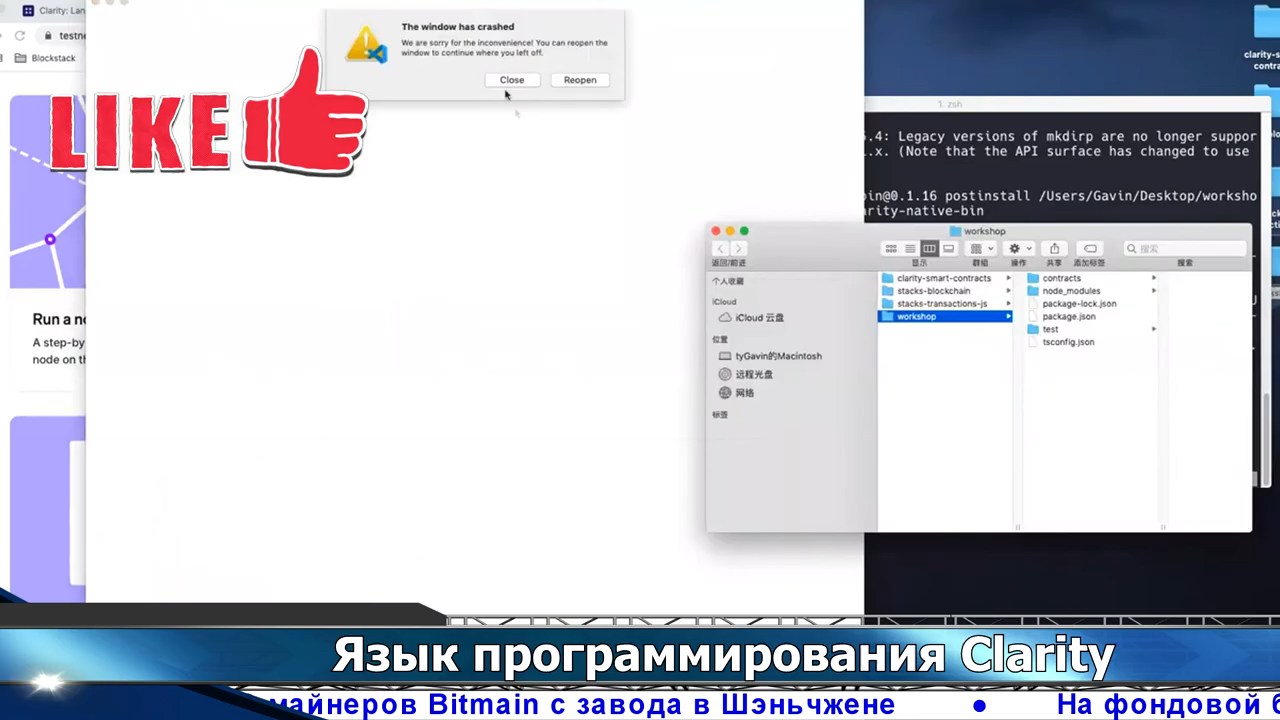 Clarity: Lan
testne
Blockstack
The window has crashed
We are sorry for the inconvenience! You can reopen the
window to continue where you left off.
Close
Reopen
LIKE
Run a n
A step-by
node on th
clarity-s
contra
1. zsh
.4: Legacy versions of mkdirp are no longer suppor
.x. (Note that the API surface has changed to use
bin@0.1.16 postinstall /Users/Gavin/Desktop/worksho
arity-native-bin
workshop
搜索
返回/前进
显示
群组
操作
共享
添加标签
搜索
个人收藏
iCloud
iCloud 云盘
位置
tyGavin的Macintosh
远程光盘
网络
标签
clarity-smart-contracts
stacks-blockchain
stacks-transactions-js
workshop
contracts
node_modules
package-lock.json
package.json
test
tsconfig.json
Язык программирования Clarity
майнеров Bitmain с завода в Шэньчжене ● На фондовой